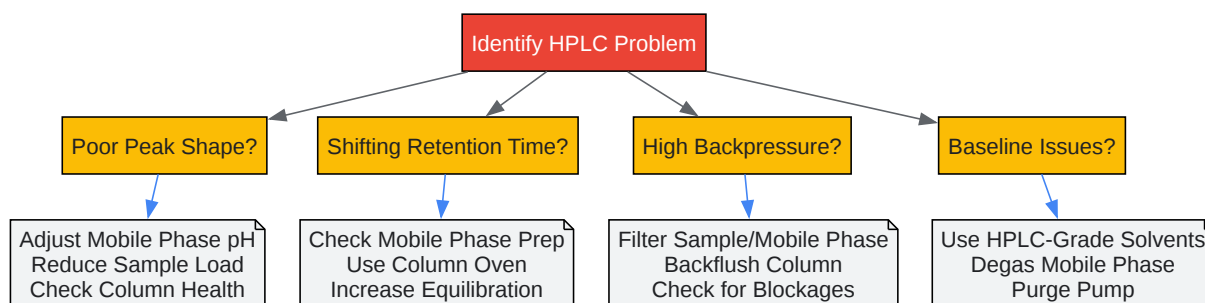 Identify HPLC Problem
Poor Peak Shape?
Shifting Retention Time?
High Backpressure?
Baseline Issues?
Adjust Mobile Phase pH
Reduce Sample Load
Check Column Health
Check Mobile Phase Prep
Use Column Oven
Increase Equilibration
Filter Sample/Mobile Phase
Backflush Column
Check for Blockages
Use HPLC-Grade Solvents
Degas Mobile Phase
Purge Pump